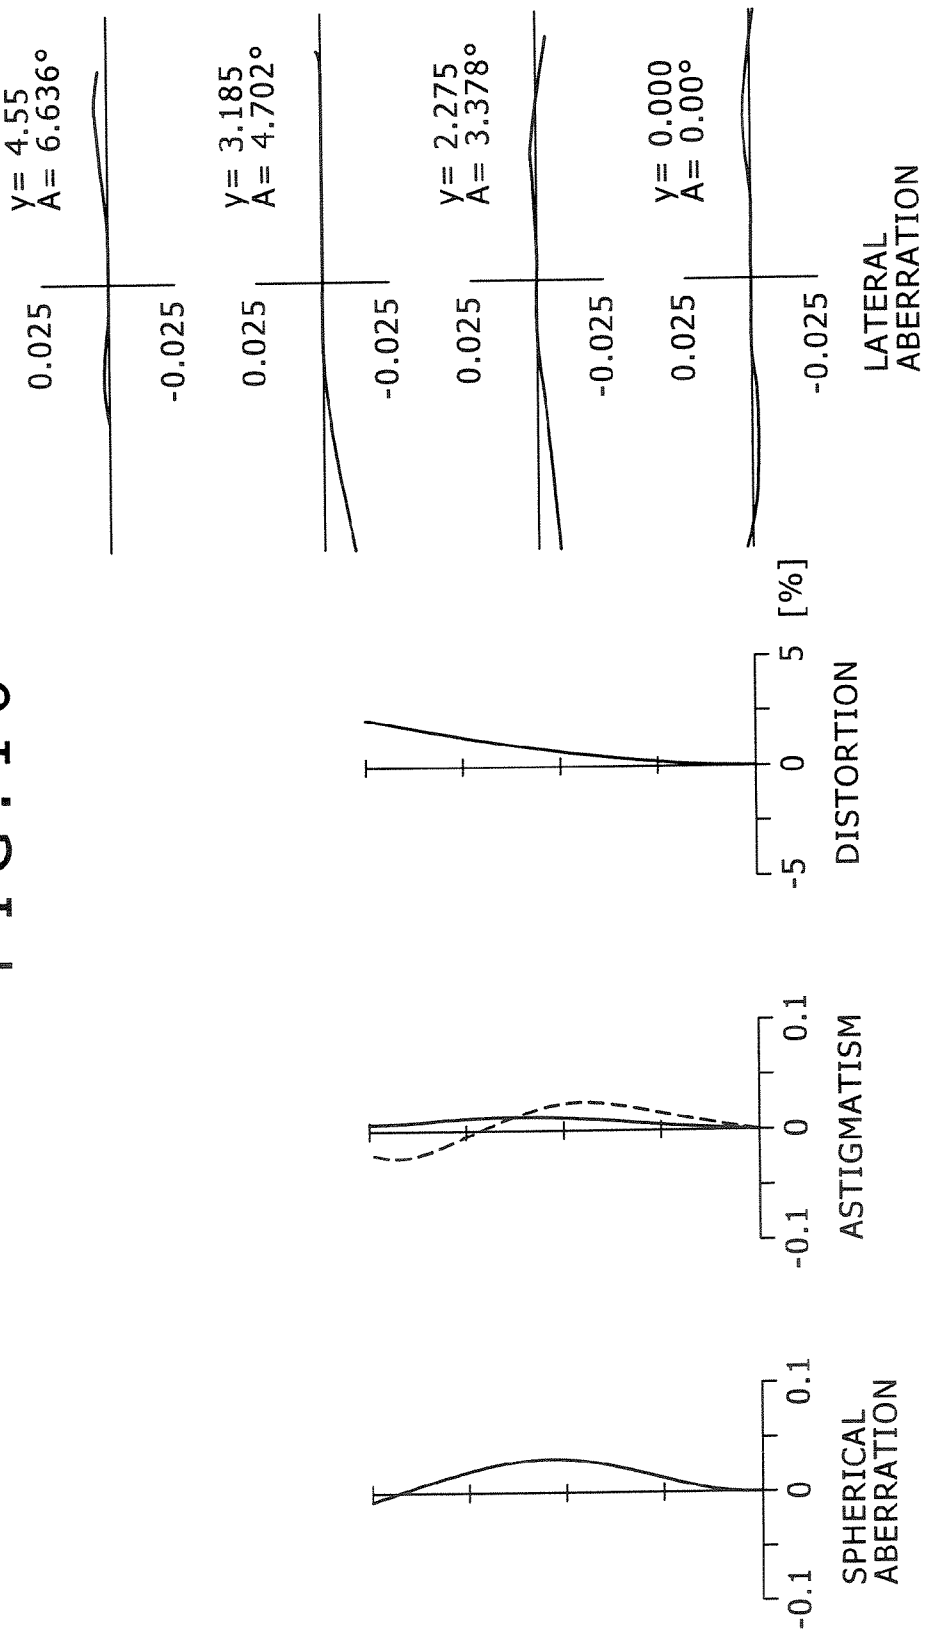 -0.1 0 0.1
SPHERICAL
ABERRATION
-0.1 0 0.1
ASTIGMATISM
-5 0 5 [%]
DISTORTION
0.025
y= 4.55
A= 6.636°
-0.025
0.025
y= 3.185
A= 4.702°
-0.025
0.025
y= 2.275
A= 3.378°
-0.025
0.025
y= 0.000
A= 0.00°
-0.025
LATERAL
ABERRATION